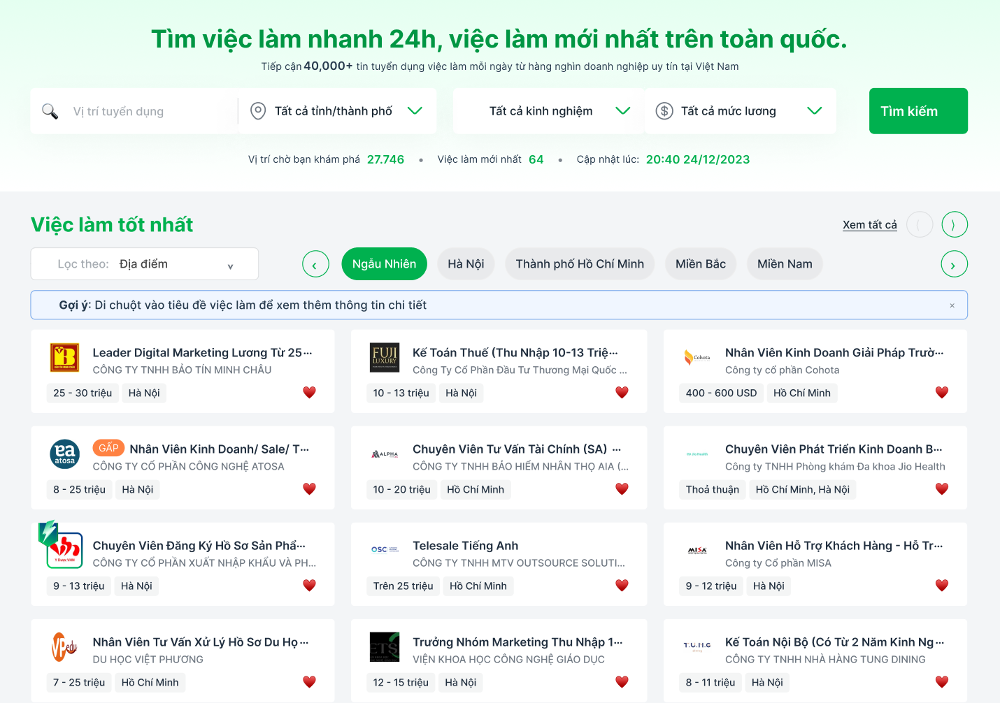 Tìm việc làm nhanh 24h, việc làm mới nhất trên toàn quốc.
Tiếp cận 40,000+ tin tuyển dụng việc làm mỗi ngày từ hàng nghìn doanh nghiệp uy tín tại Việt Nam
Vị trí tuyển dụng
Tất cả tỉnh/thành phố
Tất cả kinh nghiệm
Tất cả mức lương
Tìm kiếm
Vị trí chờ bạn khám phá 27.746 • Việc làm mới nhất 64 • Cập nhật lúc: 20:40 24/12/2023
Việc làm tốt nhất
Xem tất cả
Lọc theo: Địa điểm
Ngẫu Nhiên
Hà Nội
Thành phố Hồ Chí Minh
Miền Bắc
Miền Nam
Gợi ý: Di chuột vào tiêu đề việc làm để xem thêm thông tin chi tiết
×
Leader Digital Marketing Lương Từ 25...
CÔNG TY TNHH BẢO TÍN MINH CHÂU
25 - 30 triệu
Hà Nội
FUJI
LUXURY
Kế Toán Thuế (Thu Nhập 10-13 Triệ...
Công Ty Cổ Phần Đầu Tư Thương Mại Quốc ...
10 - 13 triệu
Hà Nội
Cohota
Nhân Viên Kinh Doanh Giải Pháp Trườ...
Công ty cổ phần Cohota
400 - 600 USD
Hồ Chí Minh
aa
atosa
GẤP
Nhân Viên Kinh Doanh/ Sale/ T...
CÔNG TY CỔ PHẦN CÔNG NGHỆ ATOSA
8 - 25 triệu
Hà Nội
ALPHA
Chuyên Viên Tư Vấn Tài Chính (SA) ...
CÔNG TY TNHH BẢO HIỂM NHÂN THỌ AIA (...
10 - 20 triệu
Hồ Chí Minh
Jio Health
Chuyên Viên Phát Triển Kinh Doanh B...
Công ty TNHH Phòng khám Đa khoa Jio Health
Thoả thuận
Hồ Chí Minh, Hà Nội
Y Dược VHN
Chuyên Viên Đăng Ký Hồ Sơ Sản Phẩ...
CÔNG TY CỔ PHẦN XUẤT NHẬP KHẨU VÀ PH...
9 - 13 triệu
Hà Nội
OSC
Telesale Tiếng Anh
CÔNG TY TNHH MTV OUTSOURCE SOLUTI...
Trên 25 triệu
Hồ Chí Minh
MISA
Nhân Viên Hỗ Trợ Khách Hàng - Hỗ Tr...
Công ty Cổ phần MISA
9 - 12 triệu
Hà Nội
VP edu
Nhân Viên Tư Vấn Xử Lý Hồ Sơ Du Họ...
DU HỌC VIỆT PHƯƠNG
7 - 25 triệu
Hồ Chí Minh
Trưởng Nhóm Marketing Thu Nhập 1...
VIỆN KHOA HỌC CÔNG NGHỆ GIÁO DỤC
12 - 15 triệu
Hà Nội
T.U.N.G
dining
Kế Toán Nội Bộ (Có Từ 2 Năm Kinh Ng...
CÔNG TY TNHH NHÀ HÀNG TUNG DINING
8 - 11 triệu
Hà Nội